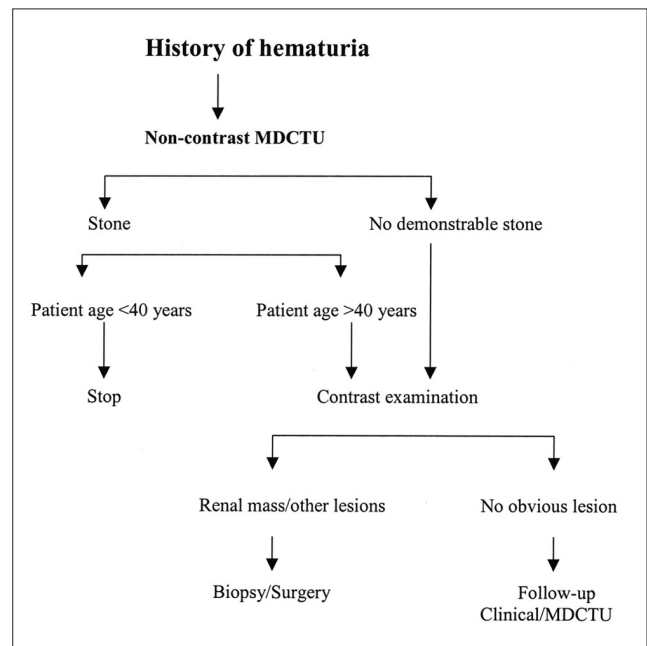 History of hematuria
Non-contrast MDCTU
Stone
No demonstrable stone
Patient age <40 years
Patient age >40 years
Stop
Contrast examination
Renal mass/other lesions
No obvious lesion
Biopsy/Surgery
Follow-up
Clinical/MDCTU